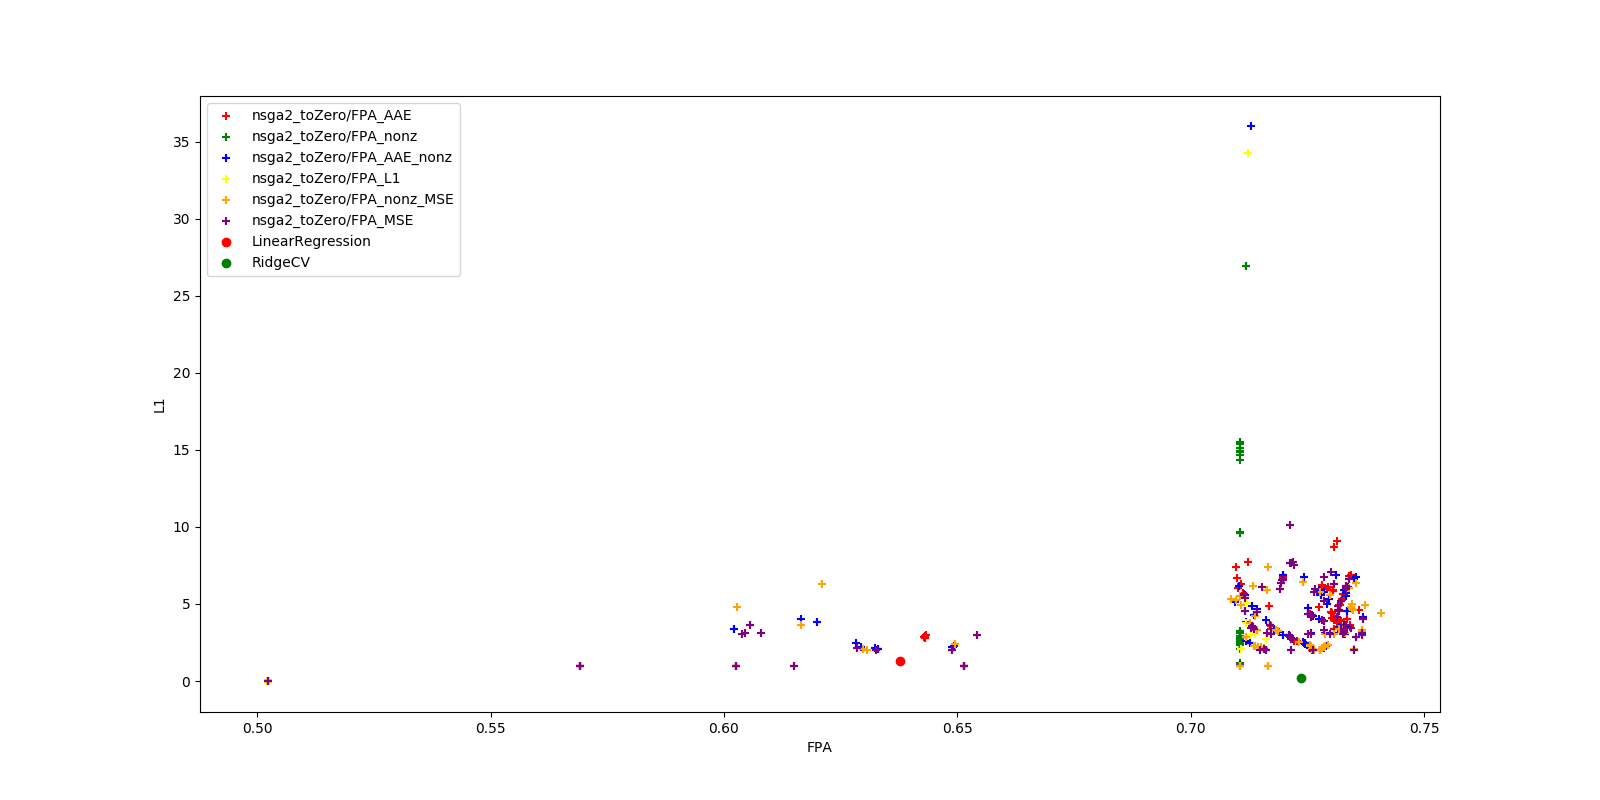 nsga2_toZero/FPA_AAE
nsga2_toZero/FPA_nonz
nsga2_toZero/FPA_AAE_nonz
nsga2_toZero/FPA_L1
nsga2_toZero/FPA_nonz_MSE
nsga2_toZero/FPA_MSE
LinearRegression
RidgeCV
35
30
25
20
15
10
5
0
L1
0.50 0.55 0.60 0.65 0.70 0.75
FPA